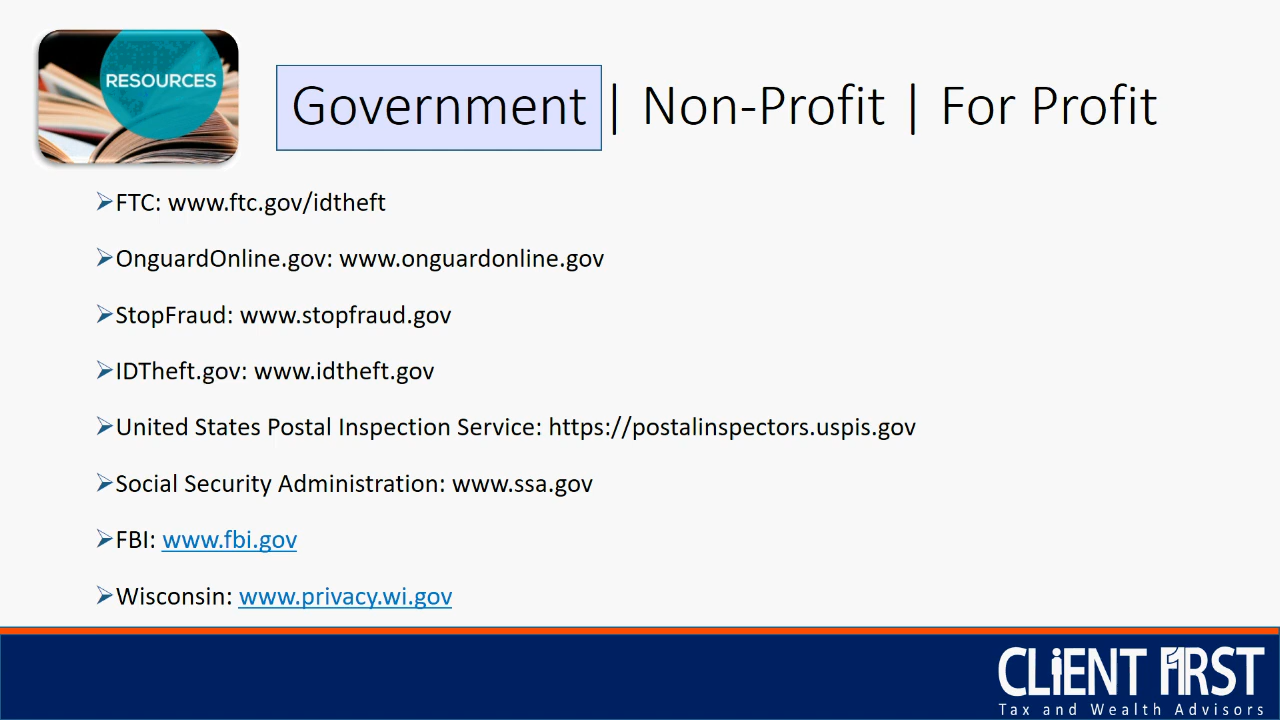 RESOURCES
Government | Non-Profit | For Profit
FTC: www.ftc.gov/idtheft
OnguardOnline.gov: www.onguardonline.gov
StopFraud: www.stopfraud.gov
IDTheft.gov: www.idtheft.gov
United States Postal Inspection Service: https://postalinspectors.uspis.gov
Social Security Administration: www.ssa.gov
FBI: www.fbi.gov
Wisconsin: www.privacy.wi.gov
CLiENT F1RST
Tax and Wealth Advisors